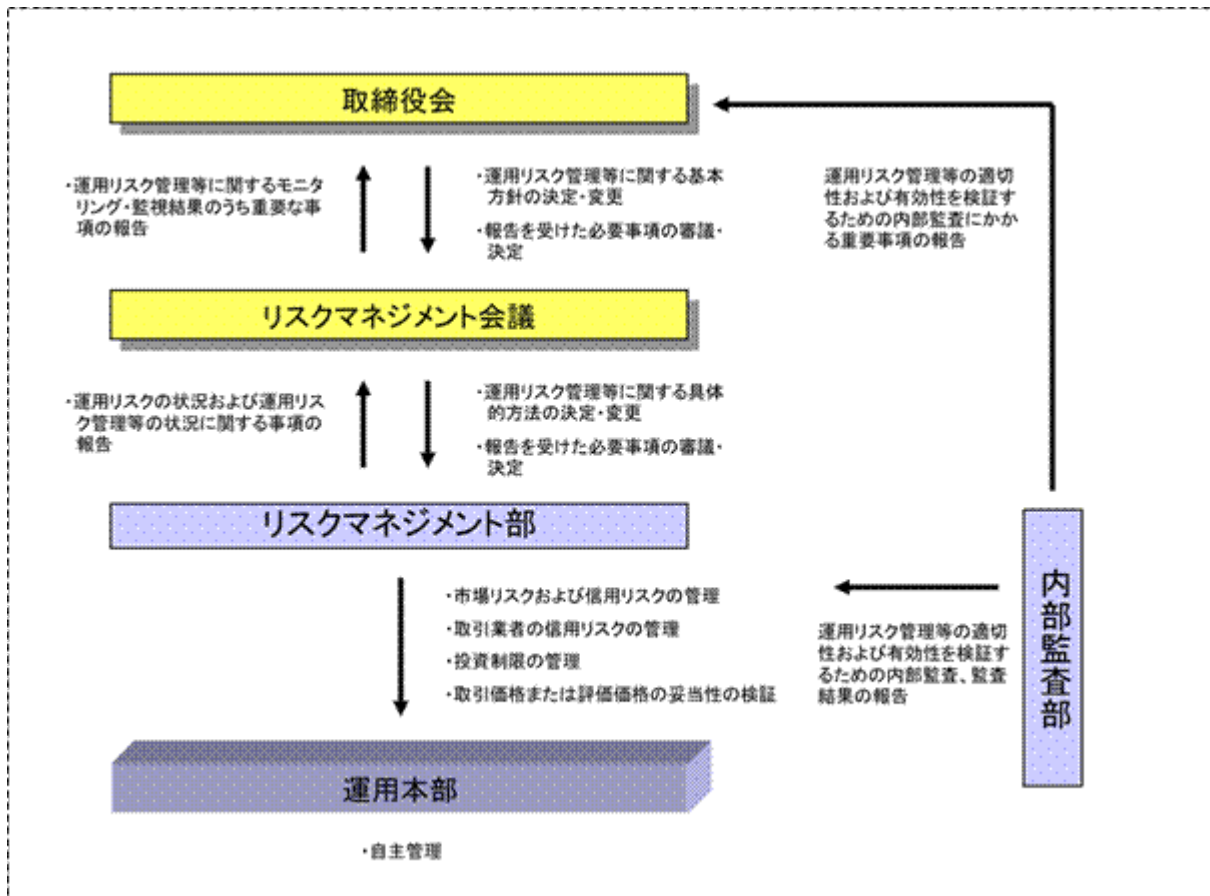 取締役会
・運用リスク管理等に関するモニタ
リング・監視結果のうち重要な事
項の報告
・運用リスク管理等に関する基本
方針の決定・変更
・報告を受けた必要事項の審議・
決定
運用リスク管理等の適切
性および有効性を検証す
るための内部監査にかか
る重要事項の報告
リスクマネジメント会議
・運用リスクの状況および運用リス
ク管理等の状況に関する事項の
報告
・運用リスク管理等に関する具体
的方法の決定・変更
・報告を受けた必要事項の審議・
決定
リスクマネジメント部
・市場リスクおよび信用リスクの管理
・取引業者の信用リスクの管理
・投資制限の管理
・取引価格または評価価格の妥当性の検証
運用リスク管理等の適切
性および有効性を検証す
るための内部監査、監査
結果の報告
内部監査部
運用本部
・自主管理